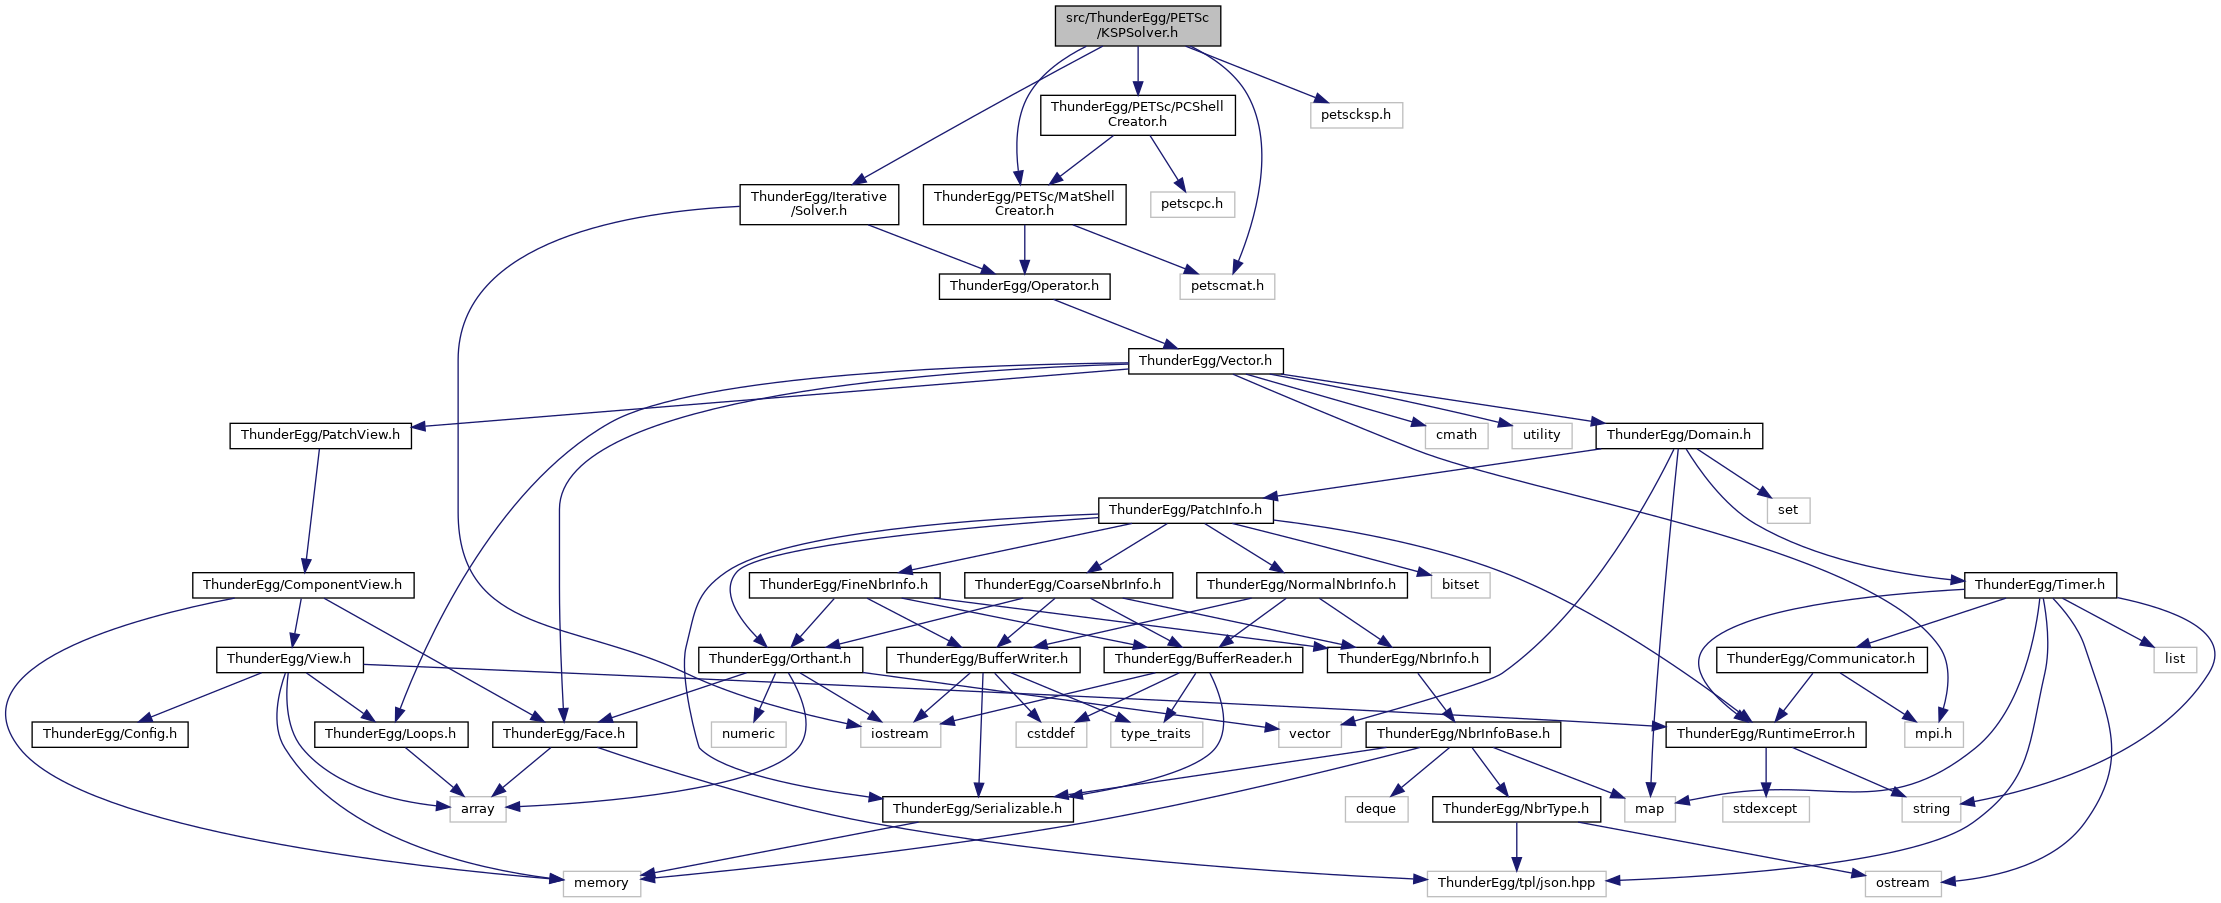 src/ThunderEgg/PETSc
/KSPSolver.h
ThunderEgg/PETSc/PCShell
Creator.h
petscksp.h
ThunderEgg/Iterative
/Solver.h
ThunderEgg/PETSc/MatShell
Creator.h
petscpc.h
ThunderEgg/Operator.h
petscmat.h
ThunderEgg/Vector.h
ThunderEgg/PatchView.h
cmath
utility
ThunderEgg/Domain.h
ThunderEgg/PatchInfo.h
set
ThunderEgg/ComponentView.h
ThunderEgg/FineNbrInfo.h
ThunderEgg/CoarseNbrInfo.h
ThunderEgg/NormalNbrInfo.h
bitset
ThunderEgg/Timer.h
ThunderEgg/View.h
ThunderEgg/Orthant.h
ThunderEgg/BufferWriter.h
ThunderEgg/BufferReader.h
ThunderEgg/NbrInfo.h
ThunderEgg/Communicator.h
list
ThunderEgg/Config.h
ThunderEgg/Loops.h
ThunderEgg/Face.h
numeric
iostream
cstddef
type_traits
vector
ThunderEgg/NbrInfoBase.h
ThunderEgg/RuntimeError.h
mpi.h
array
ThunderEgg/Serializable.h
deque
ThunderEgg/NbrType.h
map
stdexcept
string
memory
ThunderEgg/tpl/json.hpp
ostream